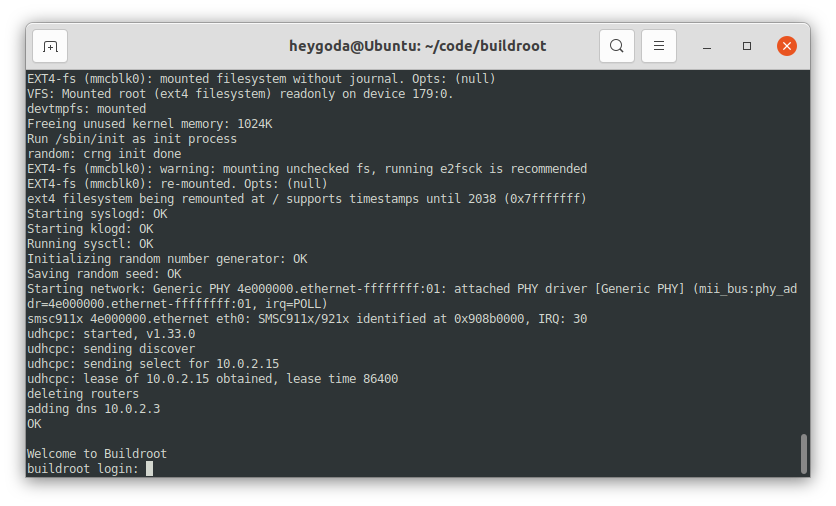 heygoda@Ubuntu: ~/code/buildroot
EXT4-fs (mmcblk0): mounted filesystem without journal. Opts: (null)
VFS: Mounted root (ext4 filesystem) readonly on device 179:0.
devtmpfs: mounted
Freeing unused kernel memory: 1024K
Run /sbin/init as init process
random: crng init done
EXT4-fs (mmcblk0): warning: mounting unchecked fs, running e2fsck is recommended
EXT4-fs (mmcblk0): re-mounted. Opts: (null)
ext4 filesystem being remounted at / supports timestamps until 2038 (0x7fffffff)
Starting syslogd: OK
Starting klogd: OK
Running sysctl: OK
Initializing random number generator: OK
Saving random seed: OK
Starting network: Generic PHY 4e000000.ethernet-ffffffff:01: attached PHY driver [Generic PHY] (mii_bus:phy_ad
dr=4e000000.ethernet-ffffffff:01, irq=POLL)
smsc911x 4e000000.ethernet eth0: SMSC911x/921x identified at 0x908b0000, IRQ: 30
udhcpc: started, v1.33.0
udhcpc: sending discover
udhcpc: sending select for 10.0.2.15
udhcpc: lease of 10.0.2.15 obtained, lease time 86400
deleting routers
adding dns 10.0.2.3
OK
Welcome to Buildroot
buildroot login: